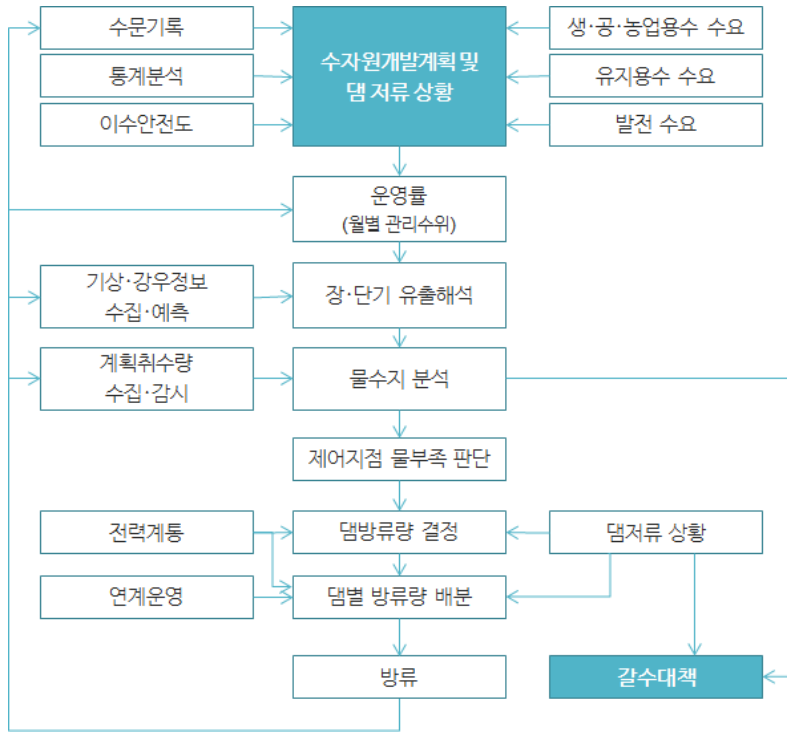 수문기록
수자원개발계획 및
댐 저류 상황
생·공·농업용수 수요
통계분석
유지용수 수요
이수안전도
발전 수요
운영률
(월별 관리수위)
기상·강우정보
수집·예측
장·단기 유출해석
계획취수량
수집·감시
물수지 분석
제어지점 물부족 판단
전력계통
댐방류량 결정
댐저류 상황
연계운영
댐별 방류량 배분
방류
갈수대책